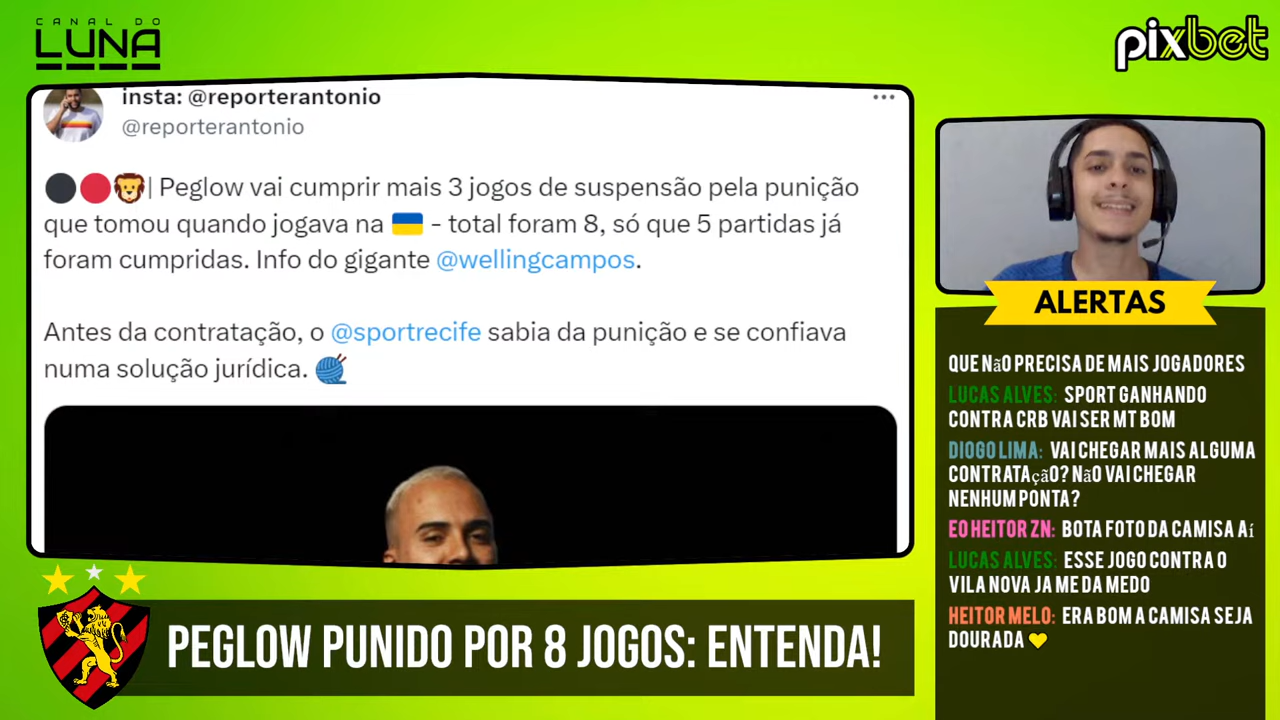 CANAL DO
LUNA
pixbet
insta: @reporterantonio
@reporterantonio
| Peglow vai cumprir mais 3 jogos de suspensão pela punição
que tomou quando jogava na 🇺🇦 - total foram 8, só que 5 partidas já
foram cumpridas. Info do gigante @wellingcampos.
Antes da contratação, o @sportrecife sabia da punição e se confiava
numa solução jurídica.
ALERTAS
QUE NãO PRECISA DE MAIS JOGADORES
LUCAS ALVES: SPORT GANHANDO
CONTRA CRB VAI SER MT BOM
DIOGO LIMA: VAI CHEGAR MAIS ALGUMA
CONTRATAçãO? NãO VAI CHEGAR
NENHUM PONTA?
EO HEITOR ZN: BOTA FOTO DA CAMISA Aí
LUCAS ALVES: ESSE JOGO CONTRA O
VILA NOVA JA ME DA MEDO
HEITOR MELO: ERA BOM A CAMISA SEJA
DOURADA 💛
PEGLOW PUNIDO POR 8 JOGOS: ENTENDA!